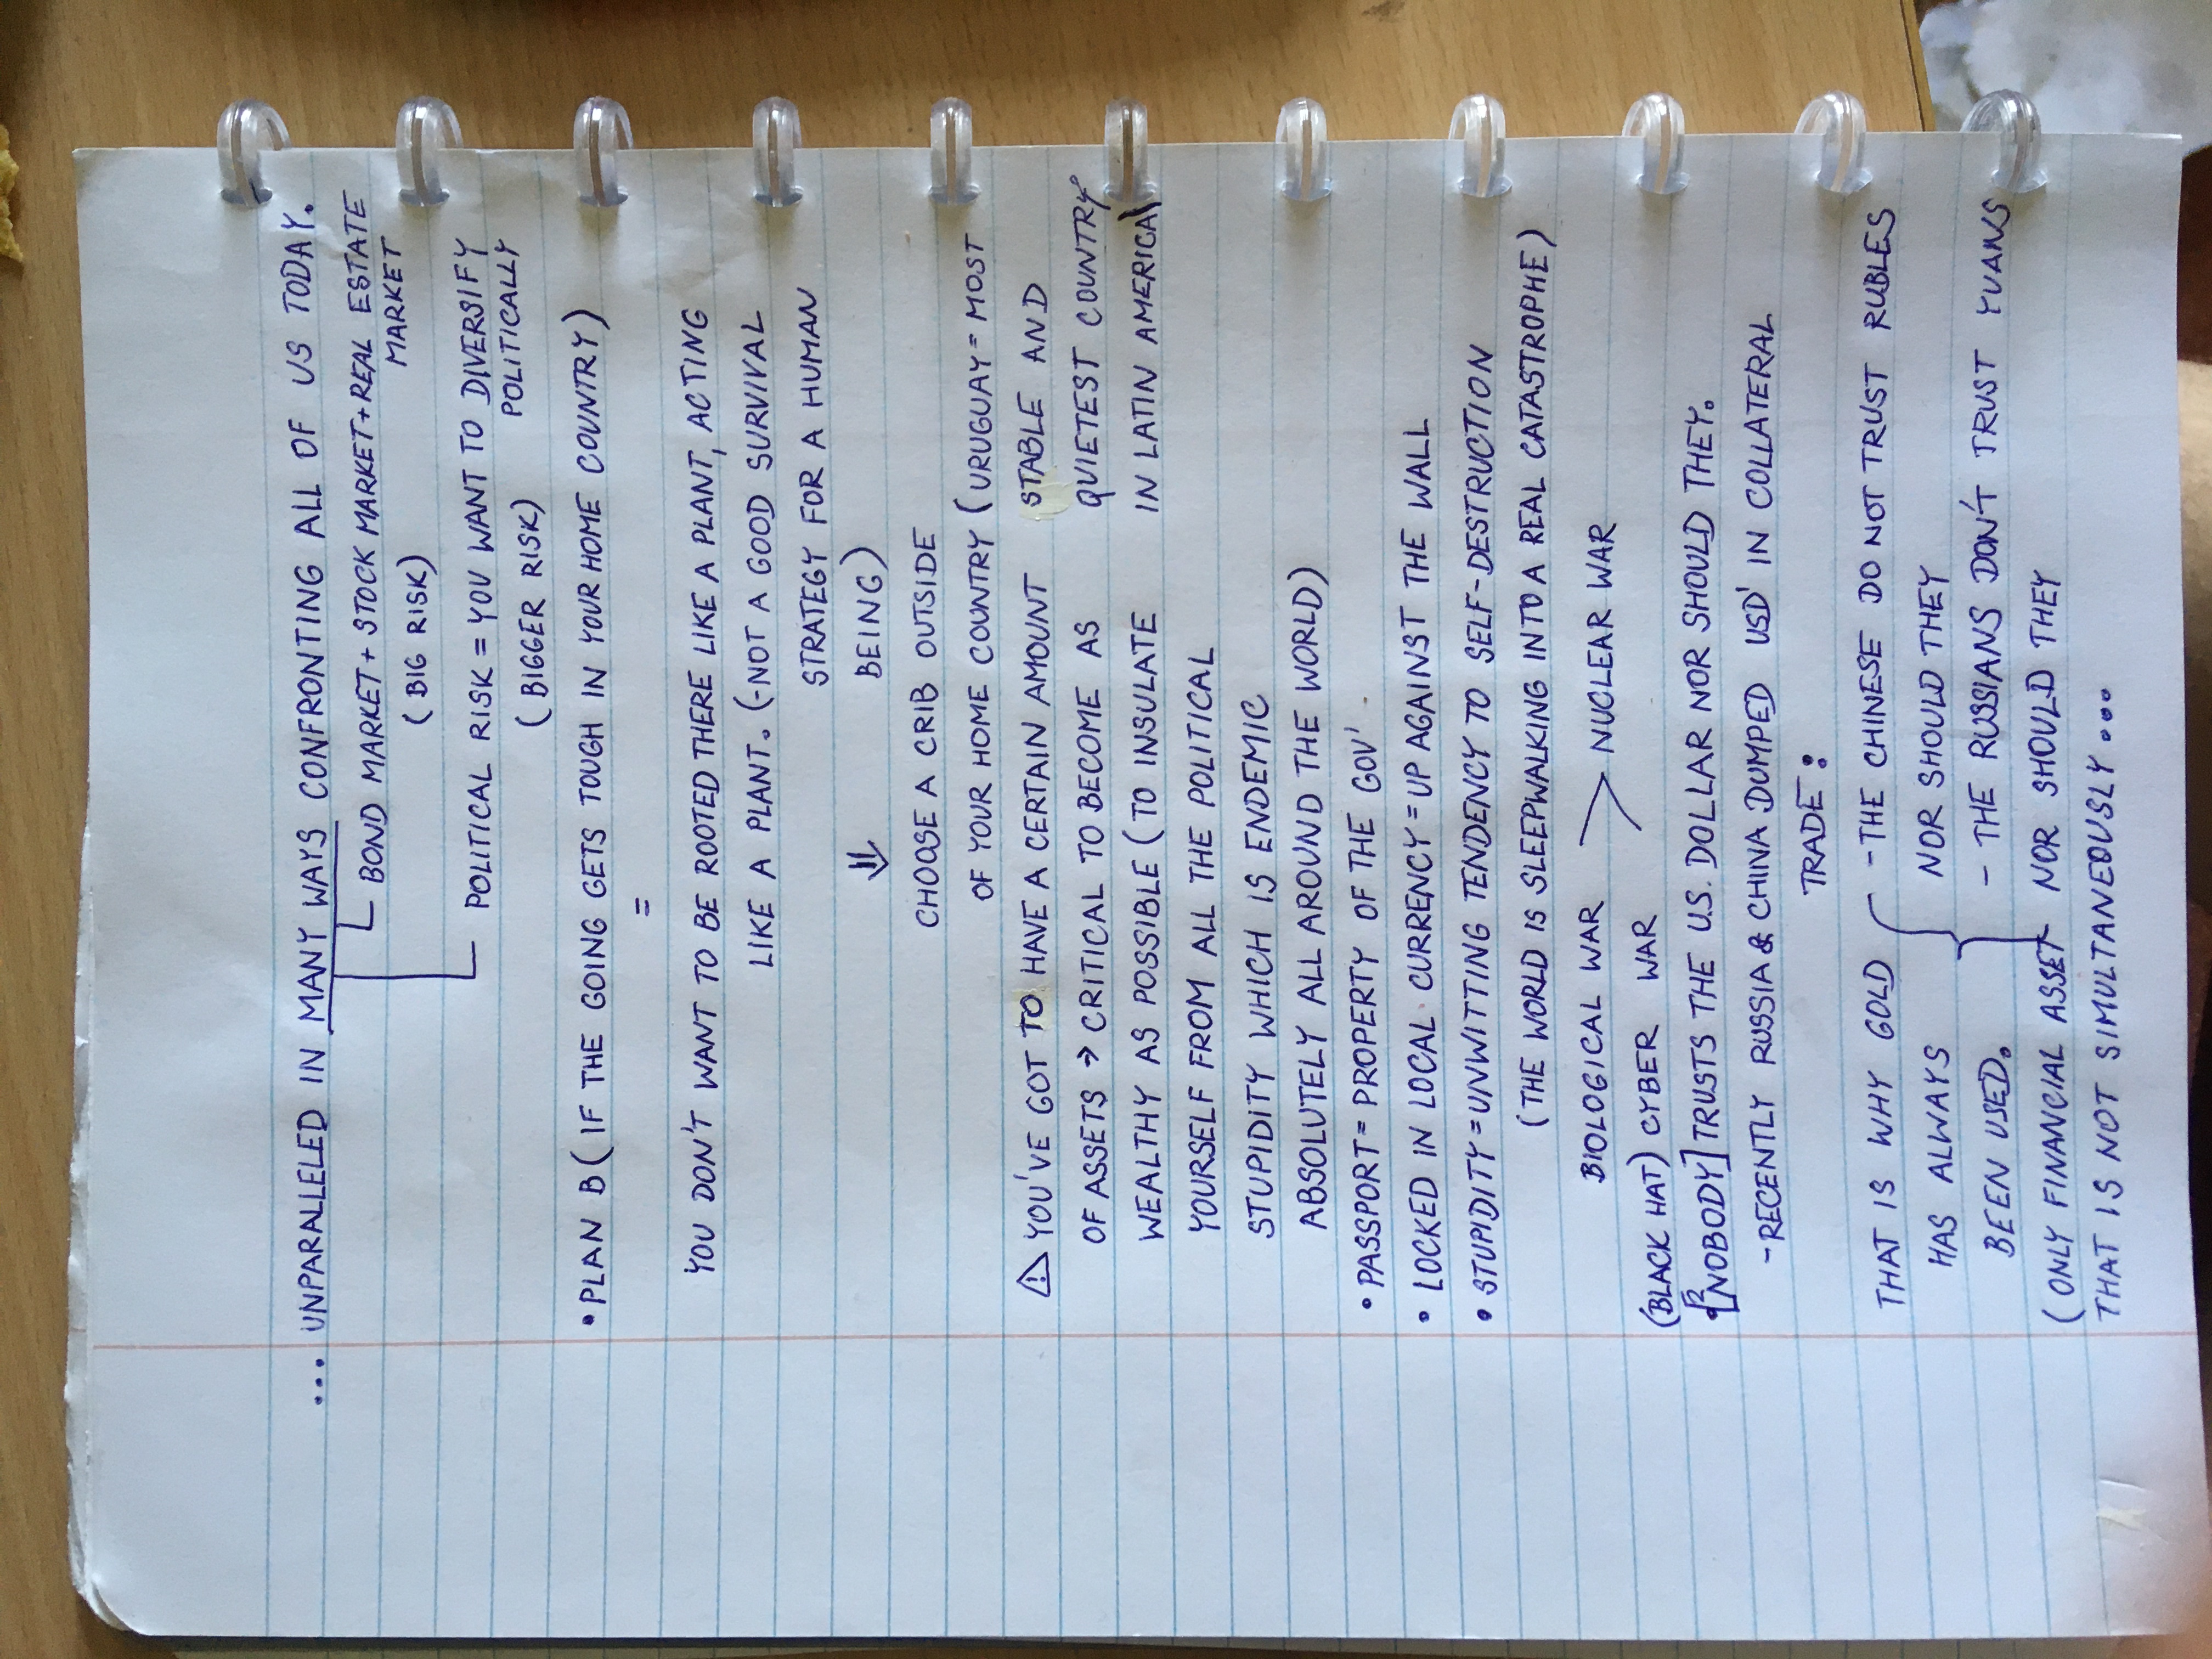 ... UNPARALLELED IN MANY WAYS CONFRONTING ALL OF US TODAY.
BOND MARKET + STOCK MARKET + REAL ESTATE
MARKET
(BIG RISK)
POLITICAL RISK = YOU WANT TO DIVERSIFY
POLITICALLY
(BIGGER RISK)
• PLAN B (IF THE GOING GETS TOUGH IN YOUR HOME COUNTRY)
=
YOU DON'T WANT TO BE ROOTED THERE LIKE A PLANT, ACTING
LIKE A PLANT. (-NOT A GOOD SURVIVAL
STRATEGY FOR A HUMAN
BEING)
⇓
CHOOSE A CRIB OUTSIDE
OF YOUR HOME COUNTRY (URUGUAY = MOST
STABLE AND
QUIETEST COUNTRY
IN LATIN AMERICA)
⚠ YOU'VE GOT TO HAVE A CERTAIN AMOUNT
OF ASSETS → CRITICAL TO BECOME AS
WEALTHY AS POSSIBLE (TO INSULATE
YOURSELF FROM ALL THE POLITICAL
STUPIDITY WHICH IS ENDEMIC
ABSOLUTELY ALL AROUND THE WORLD)
• PASSPORT = PROPERTY OF THE GOV'
• LOCKED IN LOCAL CURRENCY = UP AGAINST THE WALL
• STUPIDITY = UNWITTING TENDENCY TO SELF-DESTRUCTION
(THE WORLD IS SLEEPWALKING INTO A REAL CATASTROPHE)
BIOLOGICAL WAR > NUCLEAR WAR
(BLACK HAT) CYBER WAR
• [NOBODY] TRUSTS THE U.S. DOLLAR NOR SHOULD THEY.
- RECENTLY RUSSIA & CHINA DUMPED USD' IN COLLATERAL
TRADE:
- THE CHINESE DO NOT TRUST RUBLES
NOR SHOULD THEY
- THE RUSSIANS DON'T TRUST YUANS
NOR SHOULD THEY
THAT IS WHY GOLD
HAS ALWAYS
BEEN USED.
(ONLY FINANCIAL ASSET
THAT IS NOT SIMULTANEOUSLY ...